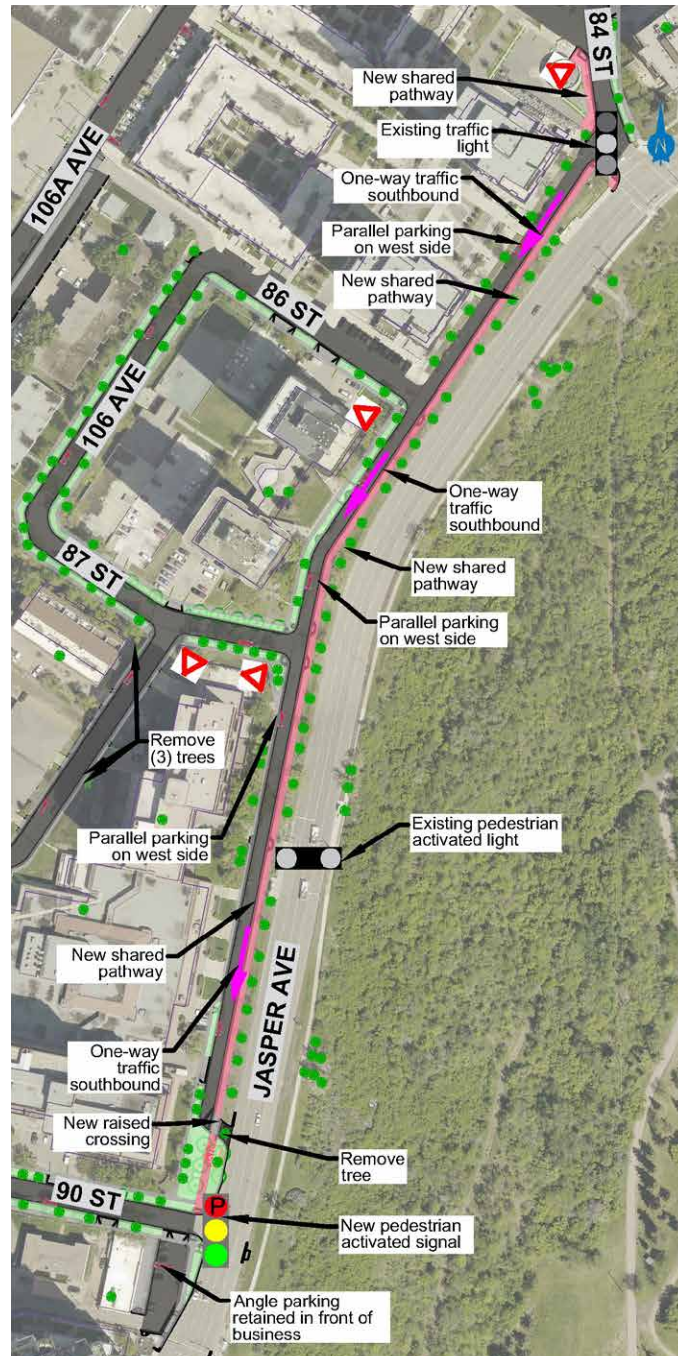 84 ST
New shared
pathway
Existing traffic
light
106A AVE
One-way traffic
southbound
Parallel parking
on west side
New shared
pathway
86 ST
106 AVE
One-way
traffic
southbound
New shared
pathway
87 ST
Parallel parking
on west side
Remove
(3) trees
Parallel parking
on west side
Existing pedestrian
activated light
New shared
pathway
JASPER AVE
One-way
traffic
southbound
New raised
crossing
Remove
tree
90 ST
P
New pedestrian
activated signal
Angle parking
retained in front of
business